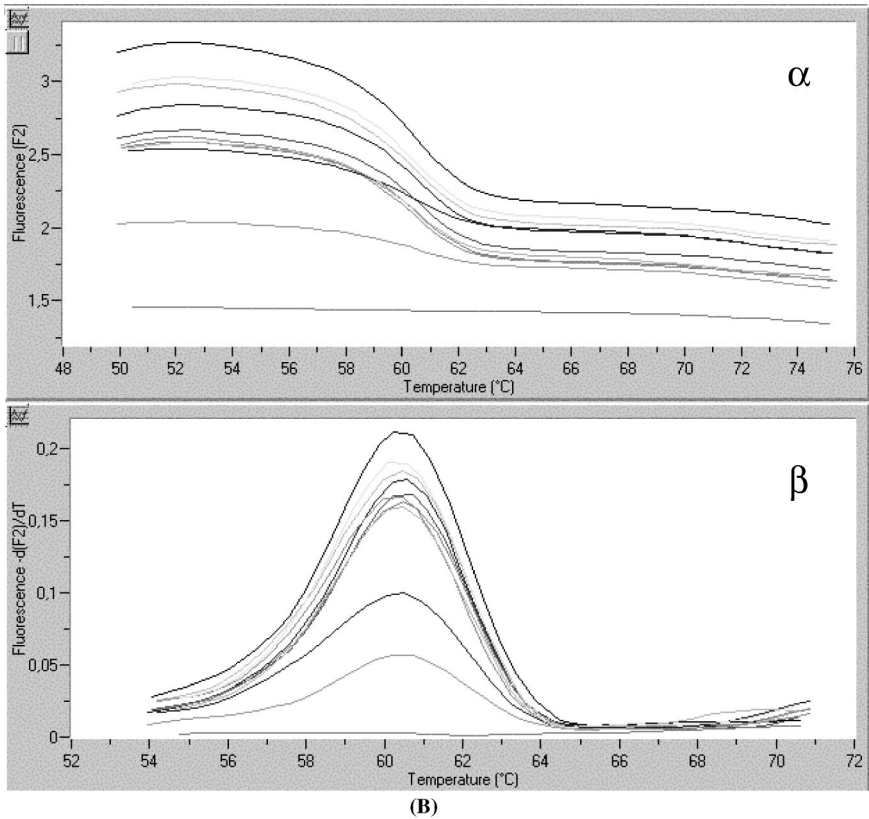 α
3
2,5
2
1,5
Fluorescence (F2)
48 50 52 54 56 58 60 62 64 66 68 70 72 74 76
Temperature (°C)
β
0,2
0,15
0,1
0,05
0
Fluorescence -d(F2)/dT
52 54 56 58 60 62 64 66 68 70 72
Temperature (°C)
(B)